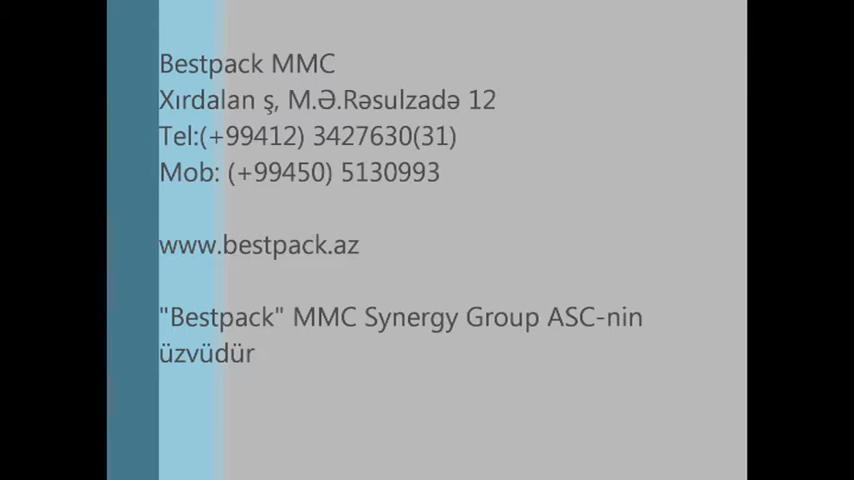 Bestpack MMC
Xırdalan ş, M.Ə.Rəsulzadə 12
Tel:(+99412) 3427630(31)
Mob: (+99450) 5130993
www.bestpack.az
"Bestpack" MMC Synergy Group ASC-nin
üzvüdür